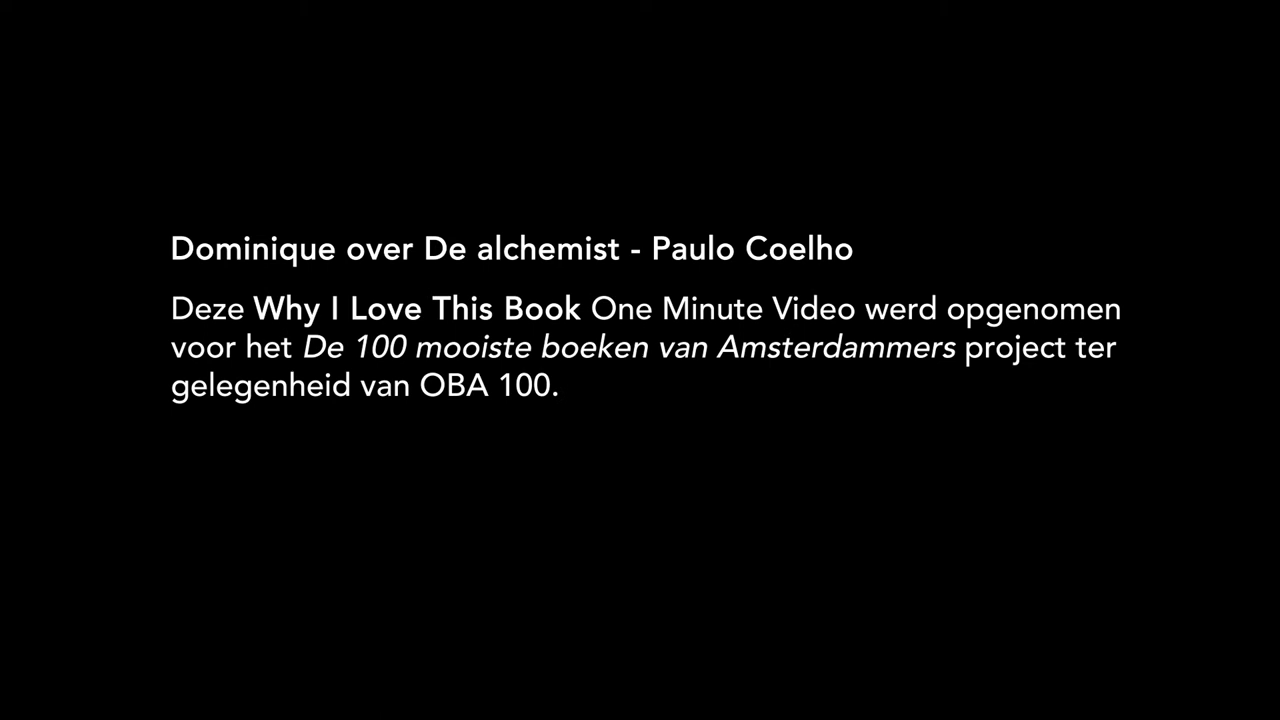 Dominique over De alchemist - Paulo Coelho
Deze Why I Love This Book One Minute Video werd opgenomen
voor het De 100 mooiste boeken van Amsterdammers project ter
gelegenheid van OBA 100.